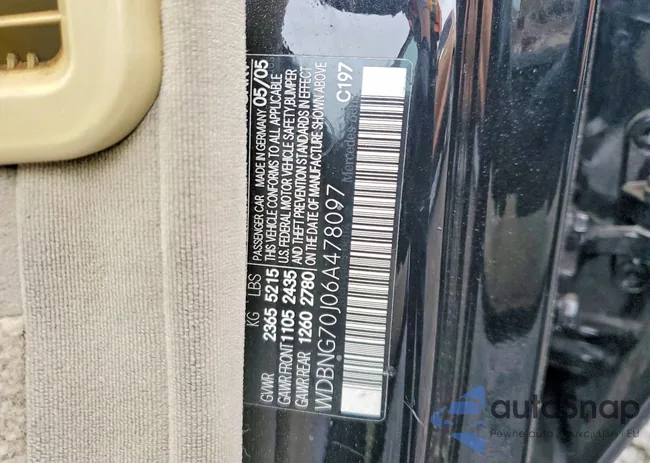 PASSENGER CAR MADE IN GERMANY 05/05
KG LBS THIS VEHICLE CONFORMS TO ALL APPLICABLE
GVWR 2365 5215 U.S. FEDERAL MOTOR VEHICLE SAFETY, BUMPER
GAWR FRONT 1105 2435 AND THEFT PREVENTION STANDARDS IN EFFECT
GAWR REAR 1260 2780 ON THE DATE OF MANUFACTURE SHOWN ABOVE
WDBNG70J06A478097
C197
autosnap